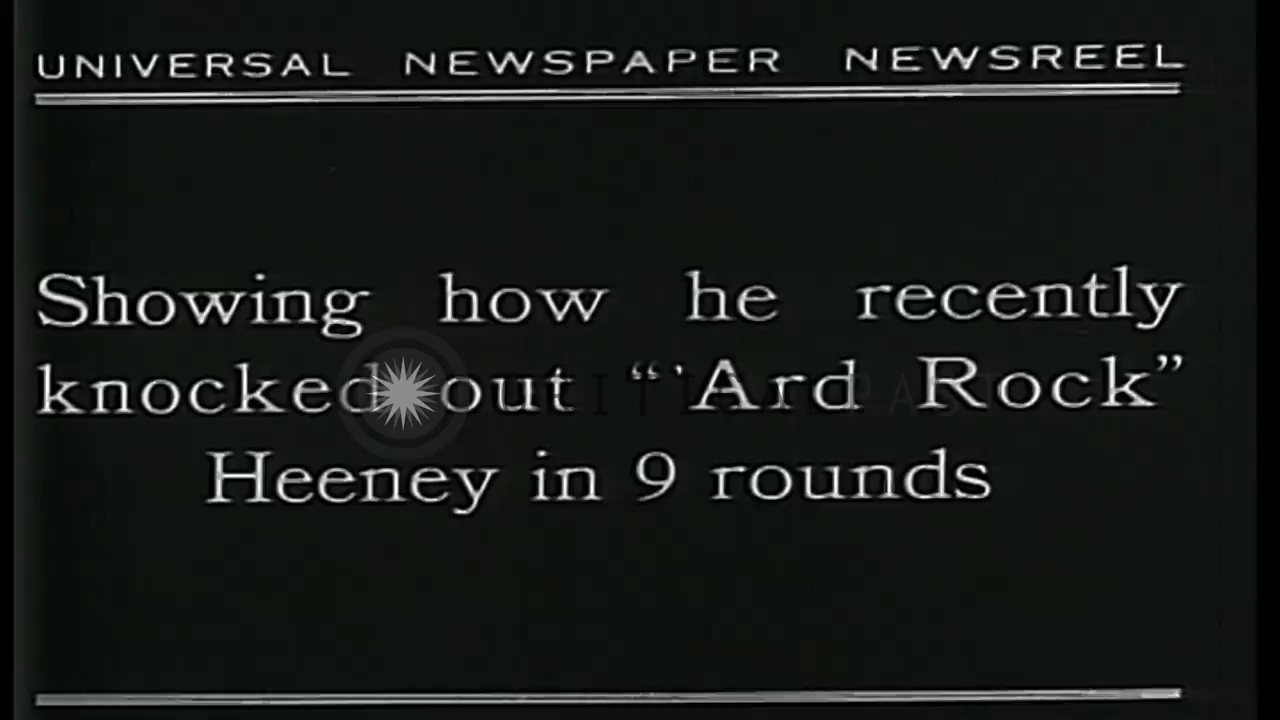 UNIVERSAL NEWSPAPER NEWSREEL
Showing how he recently
knocked out "'Ard Rock"
Heeney in 9 rounds